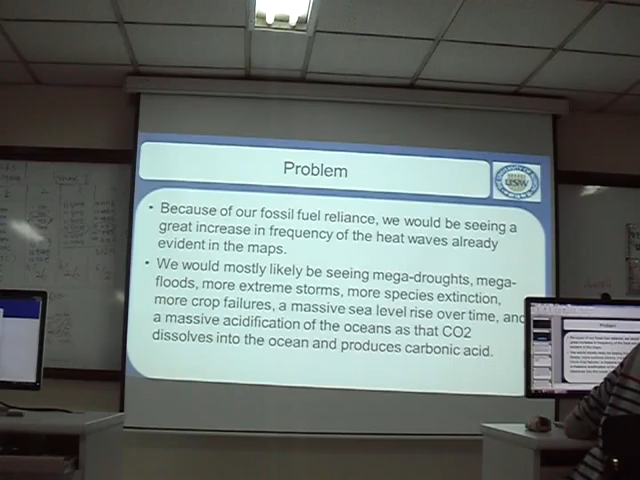 Problem
• Because of our fossil fuel reliance, we would be seeing a
great increase in frequency of the heat waves already
evident in the maps.
• We would mostly likely be seeing mega-droughts, mega-
floods, more extreme storms, more species extinction,
more crop failures, a massive sea level rise over time, and
a massive acidification of the oceans as that CO2
dissolves into the ocean and produces carbonic acid.
Problem